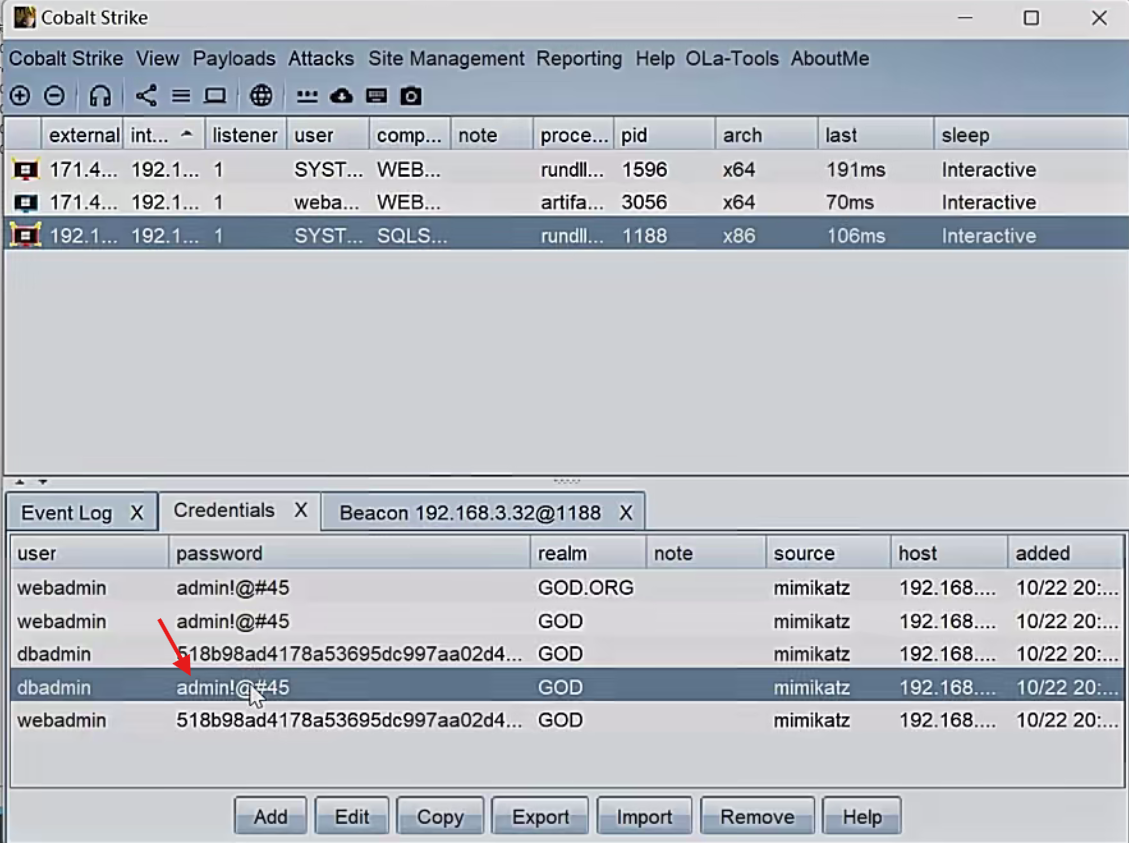 Cobalt Strike
Cobalt Strike View Payloads Attacks Site Management Reporting Help OLa-Tools AboutMe
external int... listener user comp... note proce... pid arch last sleep
171.4... 192.1... 1 SYST... WEB... rundll... 1596 x64 191ms Interactive
171.4... 192.1... 1 weba... WEB... artifa... 3056 x64 70ms Interactive
192.1... 192.1... 1 SYST... SQLS... rundll... 1188 x86 106ms Interactive
Event Log X Credentials X Beacon 192.168.3.32@1188 X
user password realm note source host added
webadmin admin!@#45 GOD.ORG mimikatz 192.168.... 10/22 20:...
webadmin admin!@#45 GOD mimikatz 192.168.... 10/22 20:...
dbadmin 518b98ad4178a53695dc997aa02d4... GOD mimikatz 192.168.... 10/22 20:...
dbadmin admin!@#45 GOD mimikatz 192.168.... 10/22 20:...
webadmin 518b98ad4178a53695dc997aa02d4... GOD mimikatz 192.168.... 10/22 20:...
Add Edit Copy Export Import Remove Help